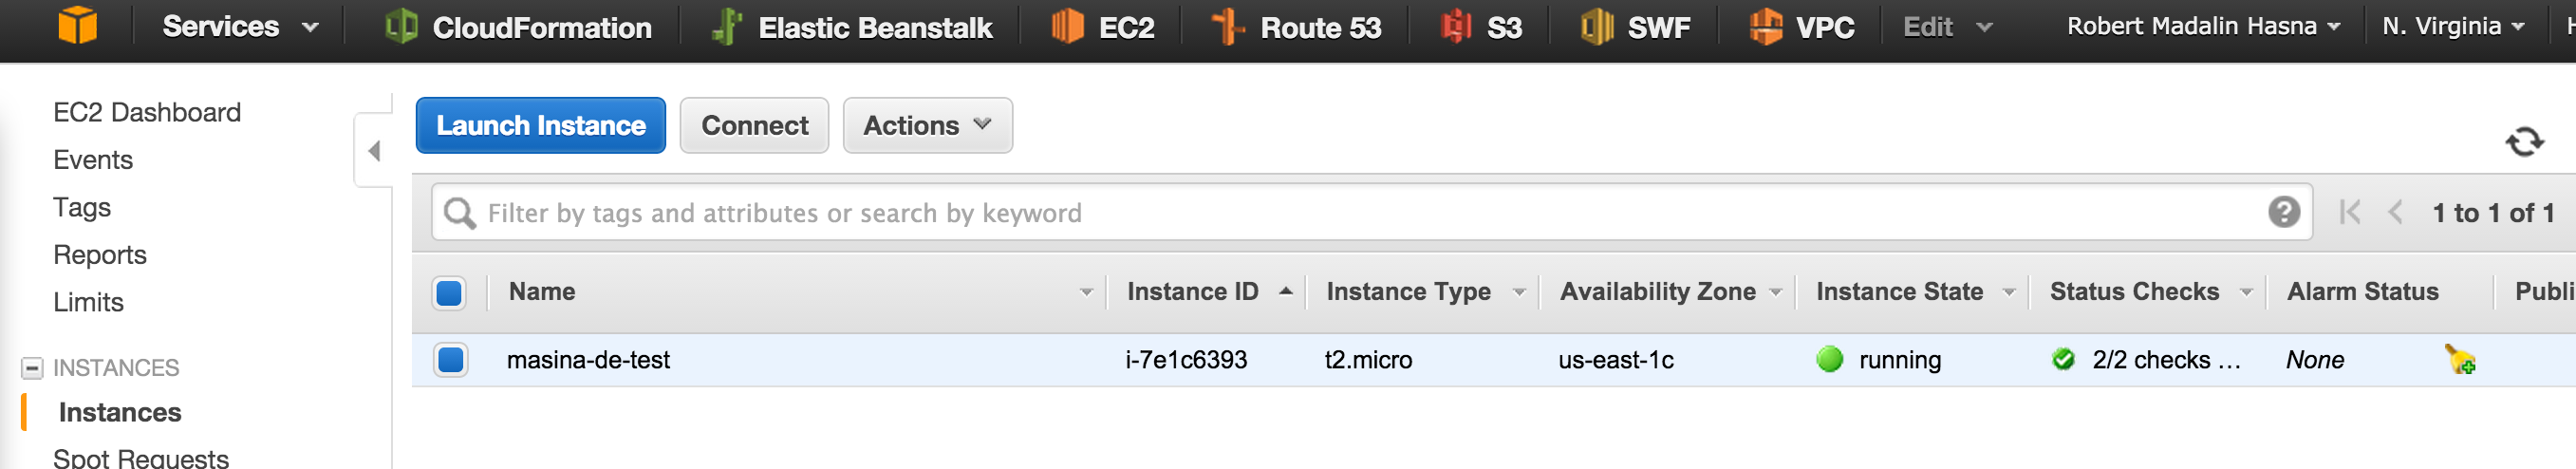 Services CloudFormation Elastic Beanstalk EC2 Route 53 S3 SWF VPC Edit Robert Madalin Hasna N. Virginia
EC2 Dashboard
Events
Tags
Reports
Limits
INSTANCES
Instances
Spot Requests
Launch Instance Connect Actions
Filter by tags and attributes or search by keyword 1 to 1 of 1
Name Instance ID Instance Type Availability Zone Instance State Status Checks Alarm Status Publi
masina-de-test i-7e1c6393 t2.micro us-east-1c running 2/2 checks ... None